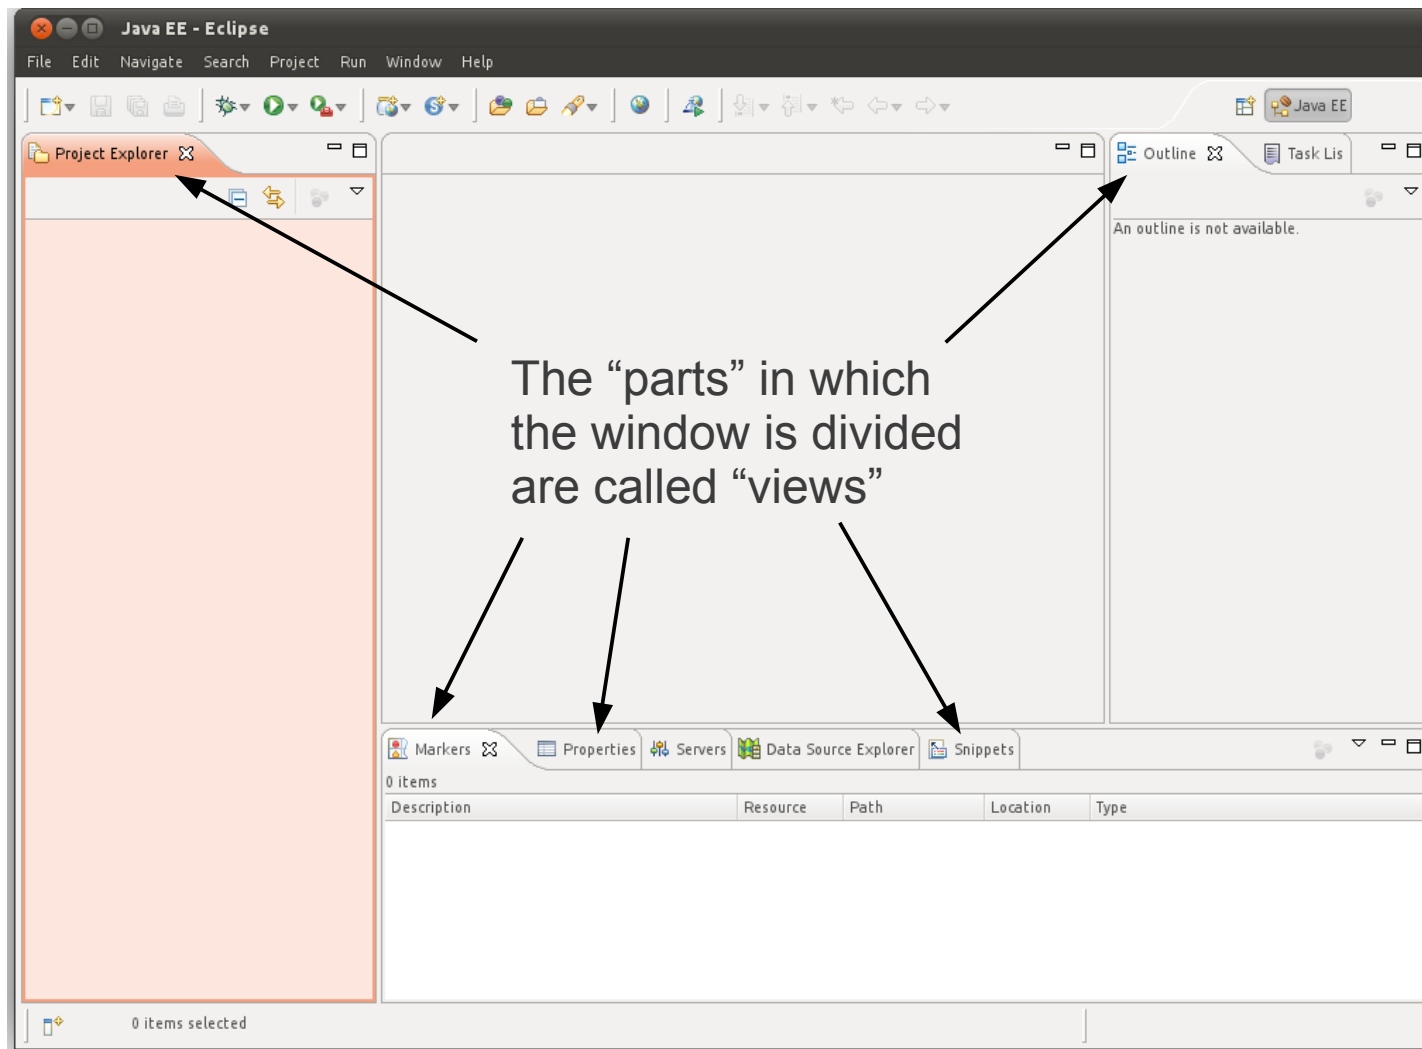 Java EE - Eclipse
File Edit Navigate Search Project Run Window Help
Java EE
Project Explorer
Outline Task Lis
An outline is not available.
The “parts” in which
the window is divided
are called “views”
Markers Properties Servers Data Source Explorer Snippets
0 items
Description Resource Path Location Type
0 items selected